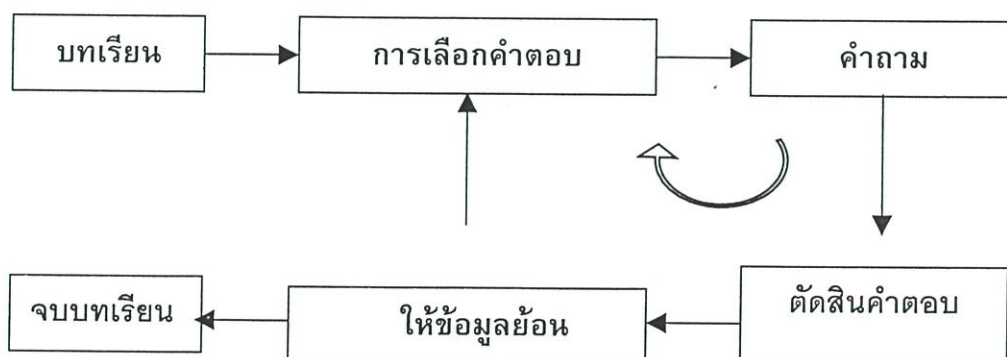 บทเรียน
การเลือกคำตอบ
คำถาม
จบบทเรียน
ให้ข้อมูลย้อน
ตัดสินคำตอบ